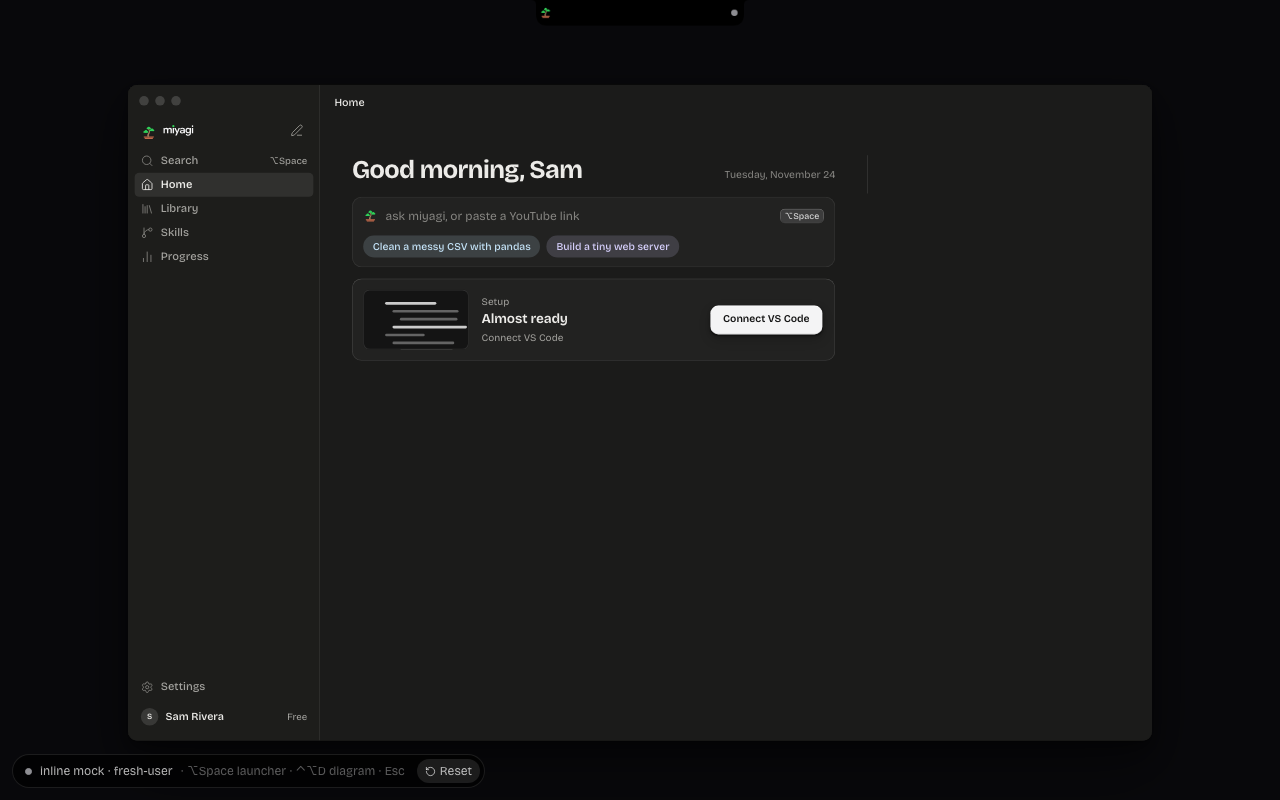 Home
miyagi
Search ⌥Space
Home
Library
Skills
Progress
Good morning, Sam
Tuesday, November 24
ask miyagi, or paste a YouTube link ⌥Space
Clean a messy CSV with pandas Build a tiny web server
Setup
Almost ready
Connect VS Code
Connect VS Code
Settings
S Sam Rivera Free
inline mock · fresh-user · ⌥Space launcher · ^⌥D diagram · Esc Reset